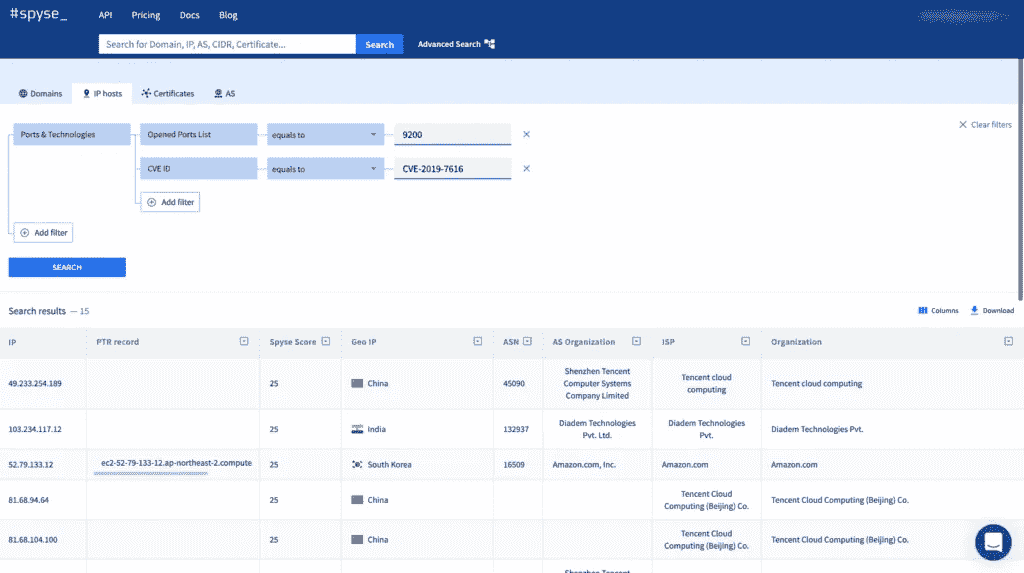 #spyse_
API Pricing Docs Blog
Search for Domain, IP, AS, CIDR, Certificate... Search Advanced Search
Domains IP hosts Certificates AS
Ports & Technologies Opened Ports List equals to 9200 Clear filters
CVE ID equals to CVE-2019-7616
Add filter
Add filter
SEARCH
Search results — 15 Columns Download
IP PTR record Spyse Score Geo IP ASN AS Organization ISP Organization
49.233.254.189 25 China 45090 Shenzhen Tencent Computer Systems Company Limited Tencent cloud computing Tencent cloud computing
103.234.117.12 25 India 132937 Diadem Technologies Pvt. Ltd. Diadem Technologies Pvt. Diadem Technologies Pvt.
52.79.133.12 ec2-52-79-133-12.ap-northeast-2.compute 25 South Korea 16509 Amazon.com, Inc. Amazon.com Amazon.com
81.68.94.64 25 China Tencent Cloud Computing (Beijing) Co. Tencent Cloud Computing (Beijing) Co.
81.68.104.100 25 China Tencent Cloud Computing (Beijing) Co. Tencent Cloud Computing (Beijing) Co.